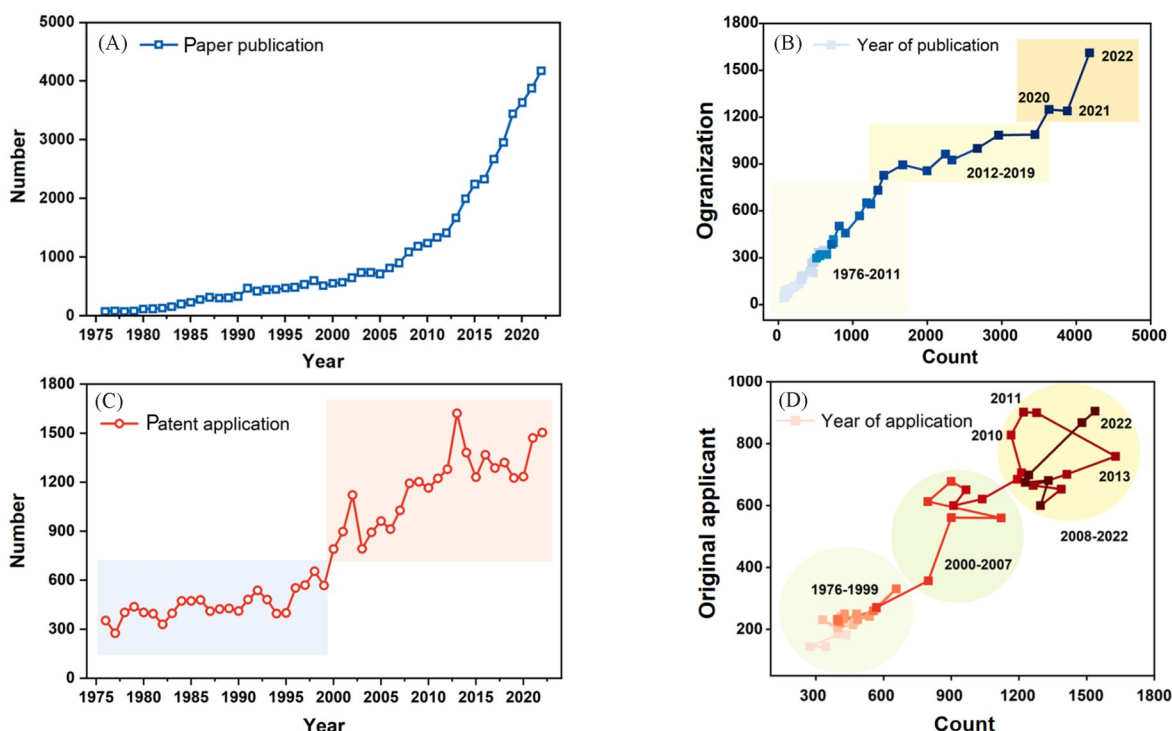 (A)
Paper publication
5000
4000
3000
2000
1000
0
Number
1975 1980 1985 1990 1995 2000 2005 2010 2015 2020
Year
(B)
Year of publication
1800
1500
1200
900
600
300
0
Ogranization
2022
2020
2021
2012-2019
1976-2011
0 1000 2000 3000 4000 5000
Count
(C)
Patent application
1800
1500
1200
900
600
300
0
Number
1975 1980 1985 1990 1995 2000 2005 2010 2015 2020
Year
(D)
Year of application
1000
800
600
400
200
Original applicant
2011
2022
2010
2013
2008-2022
2000-2007
1976-1999
300 600 900 1200 1500 1800
Count